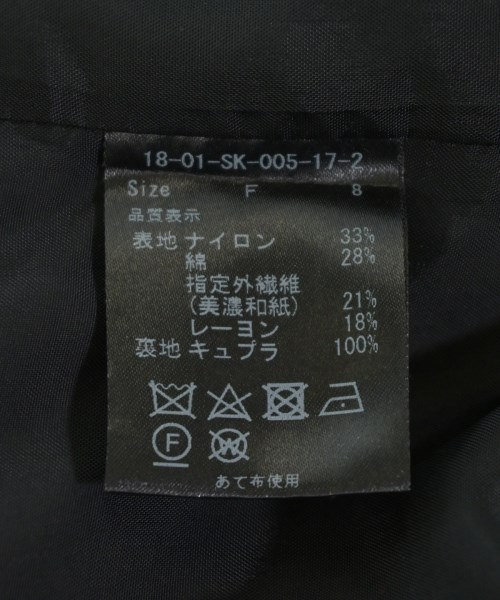 18-01-SK-005-17-2
Size F 8
品質表示
表地 ナイロン 33%
綿 28%
指定外繊維
(美濃和紙) 21%
レーヨン 18%
裏地 キュプラ 100%
F W
あて布使用